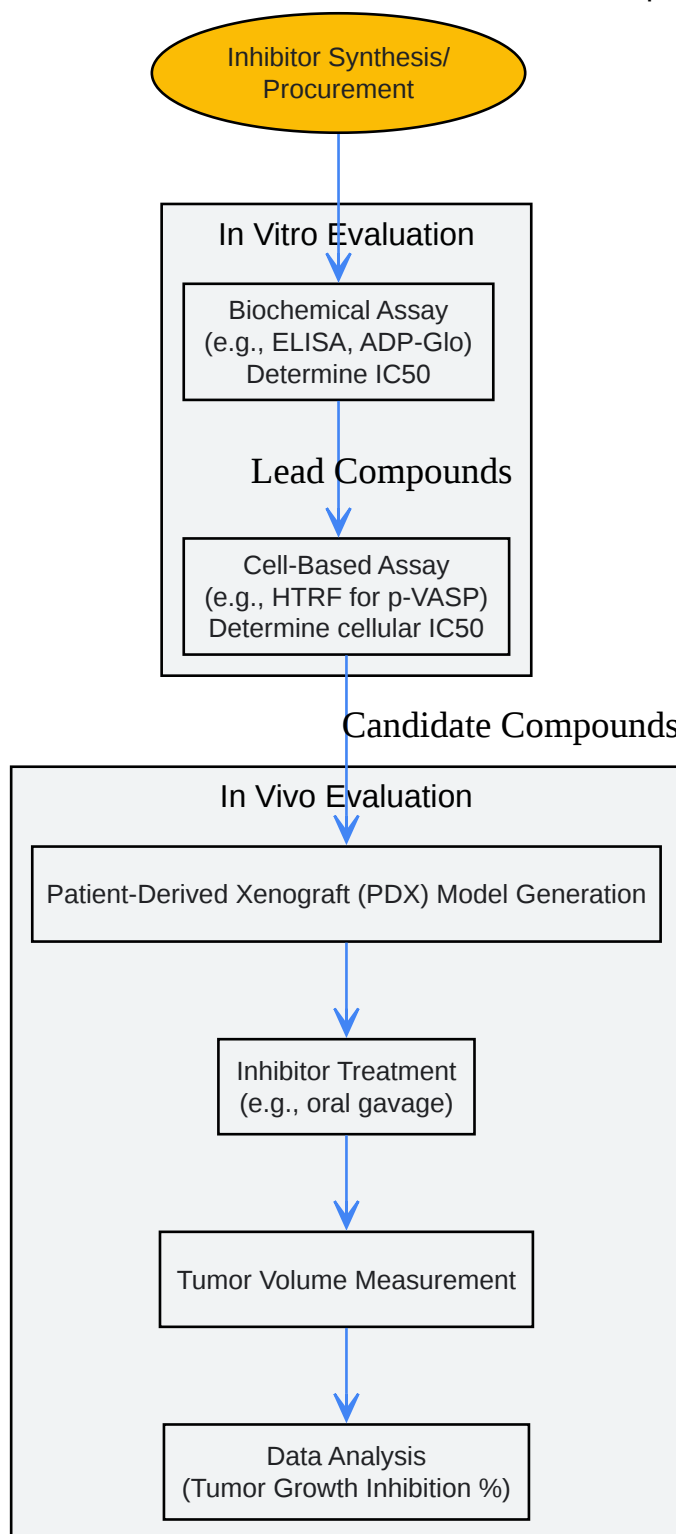 Inhibitor Synthesis/
Procurement
In Vitro Evaluation
Biochemical Assay
(e.g., ELISA, ADP-Glo)
Determine IC50
Lead Compounds
Cell-Based Assay
(e.g., HTRF for p-VASP)
Determine cellular IC50
Candidate Compounds
In Vivo Evaluation
Patient-Derived Xenograft (PDX) Model Generation
Inhibitor Treatment
(e.g., oral gavage)
Tumor Volume Measurement
Data Analysis
(Tumor Growth Inhibition %)